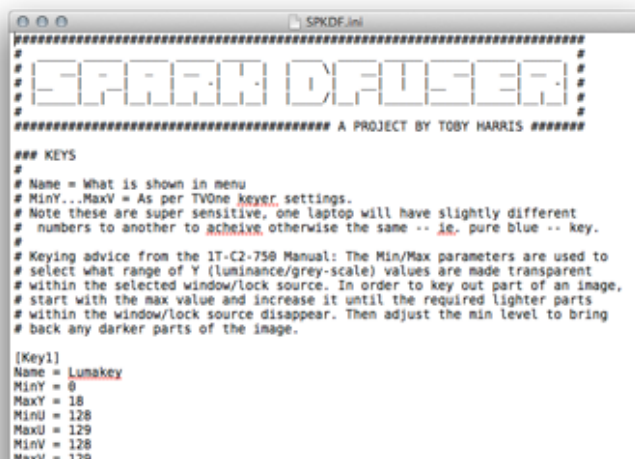 SPKDF.ini
################################################################################
#                                                                              #
# SPARK D-FUSER #
#                                                                              #
######################################## A PROJECT BY TOBY HARRIS #######
### KEYS
#
# Name = What is shown in menu
# MinY...MaxV = As per TVOne keyer settings.
# Note these are super sensitive, one laptop will have slightly different
#  numbers to another to acheive otherwise the same -- ie. pure blue -- key.
#
# Keying advice from the 1T-C2-750 Manual: The Min/Max parameters are used to
# select what range of Y (luminance/grey-scale) values are made transparent
# within the selected window/lock source. In order to key out part of an image,
# start with the max value and increase it until the required lighter parts
# within the window/lock source disappear. Then adjust the min level to bring
# back any darker parts of the image.
[Key1]
Name = Lumakey
MinY = 0
MaxY = 18
MinU = 128
MaxU = 129
MinV = 128
MaxV = 129